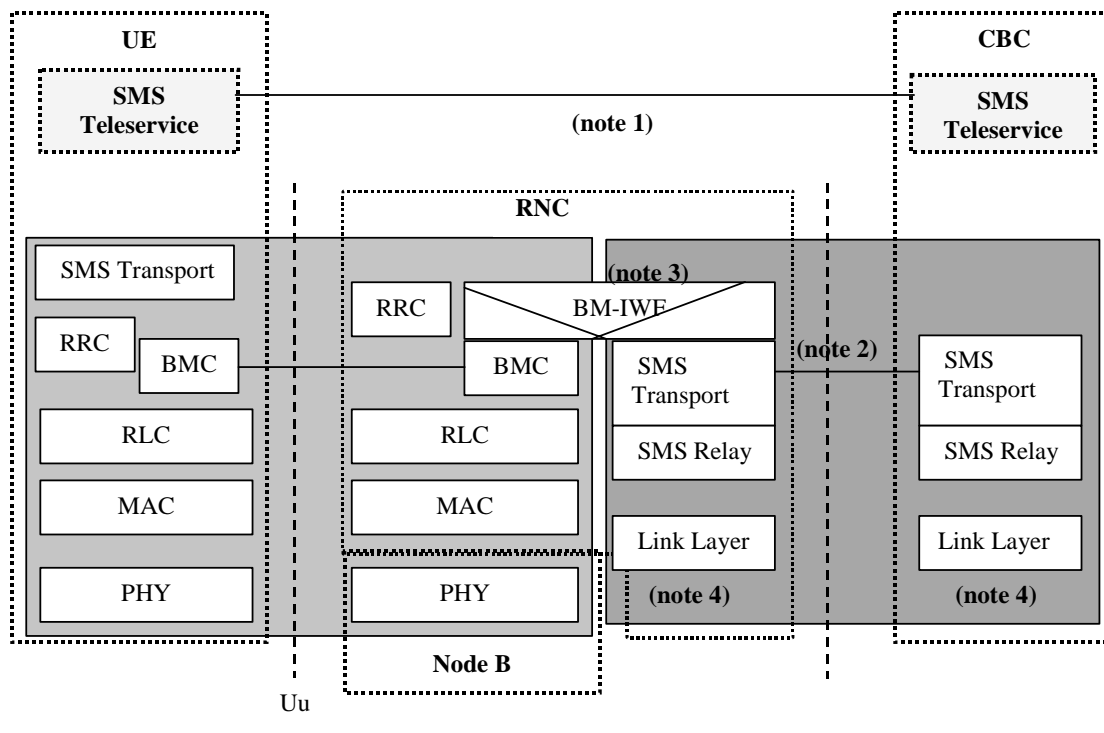 UE
CBC
SMS
Teleservice
SMS
Teleservice
(note 1)
RNC
SMS Transport
(note 3)
RRC
BM-IWF
RRC
BMC
BMC
SMS
Transport
(note 2)
SMS
Transport
RLC
RLC
SMS Relay
SMS Relay
MAC
MAC
Link Layer
Link Layer
PHY
PHY
(note 4)
(note 4)
Node B
Uu